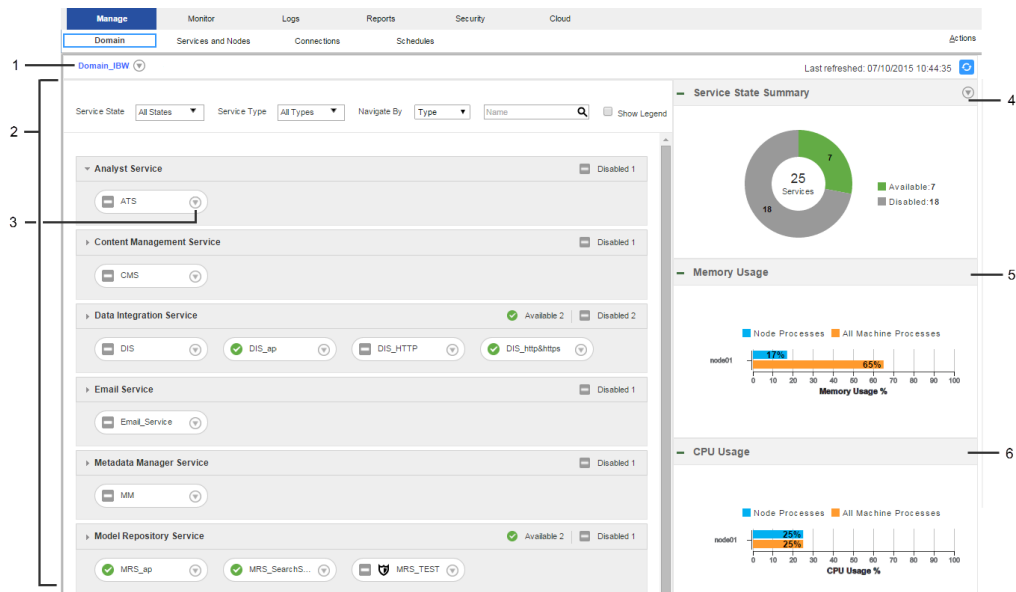 Manage Monitor Logs Reports Security Cloud
Domain Services and Nodes Connections Schedules Actions
1 Domain_IBW Last refreshed: 07/10/2015 10:44:35
2
Service State All States Service Type All Types Navigate By Type Name Show Legend
Analyst Service Disabled 1
ATS
3
Content Management Service Disabled 1
CMS
Data Integration Service Available 2 Disabled 2
DIS DIS_ap DIS_HTTP DIS_http&https
Email Service Disabled 1
Email_Service
Metadata Manager Service Disabled 1
MM
Model Repository Service Available 2 Disabled 1
MRS_ap MRS_SearchS... MRS_TEST
Service State Summary 4
7
25
Services
18
Available:7
Disabled:18
Memory Usage 5
Node Processes All Machine Processes
17%
node01
65%
0 10 20 30 40 50 60 70 80 90 100
Memory Usage %
CPU Usage 6
Node Processes All Machine Processes
25%
node01
25%
0 10 20 30 40 50 60 70 80 90 100
CPU Usage %